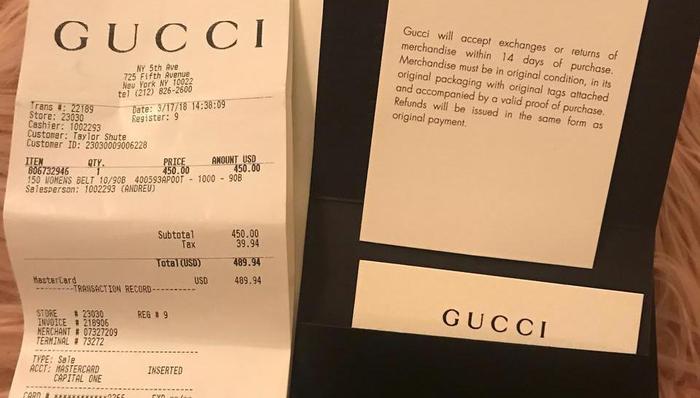 GUCCI
NY 5th Ave
725 Fifth Avenue
New York NY 10022
tel (212) 826-2600
Trans #: 22189 Date: 3/17/18 14:38:09
Store: 23030 Register: 9
Cashier: 1002293
Customer: Taylor Shute
Customer ID: 23030009006228
ITEM QTY. PRICE AMOUNT USD
806732946 1 450.00 450.00
150 WOMENS BELT 10/90B 400593AP00T - 1000 - 90B
Salesperson: 1002293 (ANDREW)
Subtotal 450.00
Tax 39.94
Total(USD) 489.94
MasterCard USD 489.94
--------TRANSACTION RECORD----------
STORE # 23030 REG # 9
INVOICE # 218906
MERCHANT # 07327209
TERMINAL # 73272
TYPE: Sale
ACCT: MASTERCARD INSERTED
CAPITAL ONE
CARD #
Gucci will accept exchanges or returns of
merchandise within 14 days of purchase.
Merchandise must be in original condition, in its
original packaging with original tags attached
and accompanied by a valid proof of purchase.
Refunds will be issued in the same form as
original payment.
GUCCI